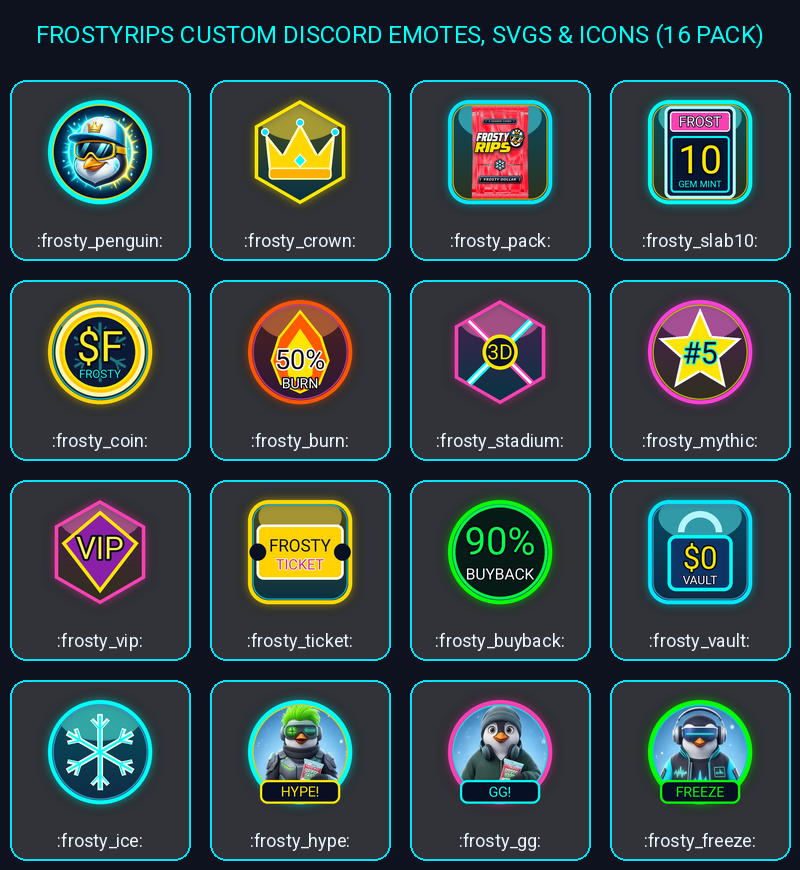 FROSTYRIPS CUSTOM DISCORD EMOTES, SVGS & ICONS (16 PACK)
:frosty_penguin:
:frosty_crown:
FROSTY
RIPS
FROSTY DOLLAR
:frosty_pack:
FROST
10
GEM MINT
:frosty_slab10:
$F
FROSTY
:frosty_coin:
50%
BURN
:frosty_burn:
3D
:frosty_stadium:
#5
:frosty_mythic:
VIP
:frosty_vip:
FROSTY
TICKET
:frosty_ticket:
90%
BUYBACK
:frosty_buyback:
$0
VAULT
:frosty_vault:
:frosty_ice:
HYPE!
:frosty_hype:
GG!
:frosty_gg:
FREEZE
:frosty_freeze: